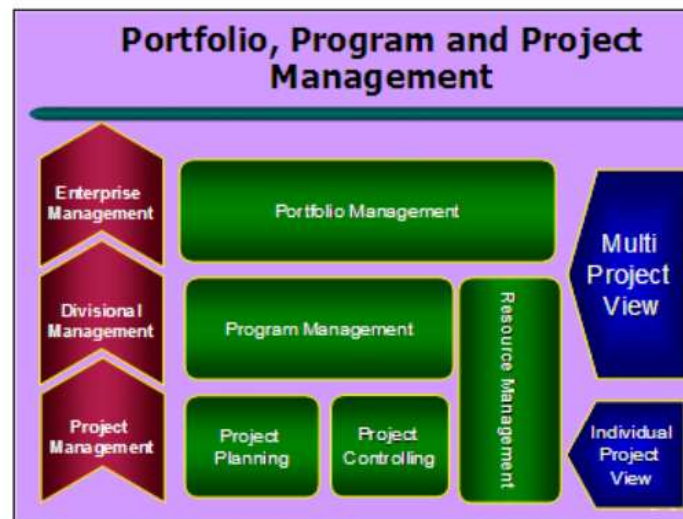 Portfolio, Program and Project
Management
Enterprise
Management
Portfolio Management
Multi
Project
View
Divisional
Management
Program Management
Resource Management
Project
Management
Project
Planning
Project
Controlling
Individual
Project
View